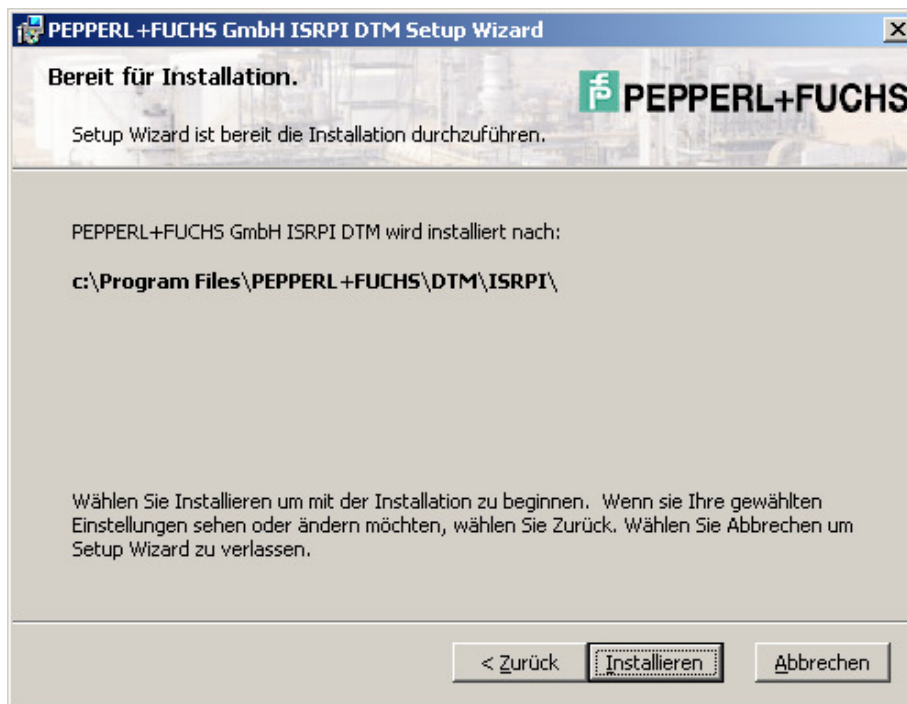 PEPPERL+FUCHS GmbH ISRPI DTM Setup Wizard
Bereit für Installation.
PEPPERL+FUCHS
Setup Wizard ist bereit die Installation durchzuführen.
PEPPERL+FUCHS GmbH ISRPI DTM wird installiert nach:
c:\Program Files\PEPPERL+FUCHS\DTM\ISRPI\
Wählen Sie Installieren um mit der Installation zu beginnen. Wenn sie Ihre gewählten
Einstellungen sehen oder ändern möchten, wählen Sie Zurück. Wählen Sie Abbrechen um
Setup Wizard zu verlassen.
< Zurück Installieren Abbrechen